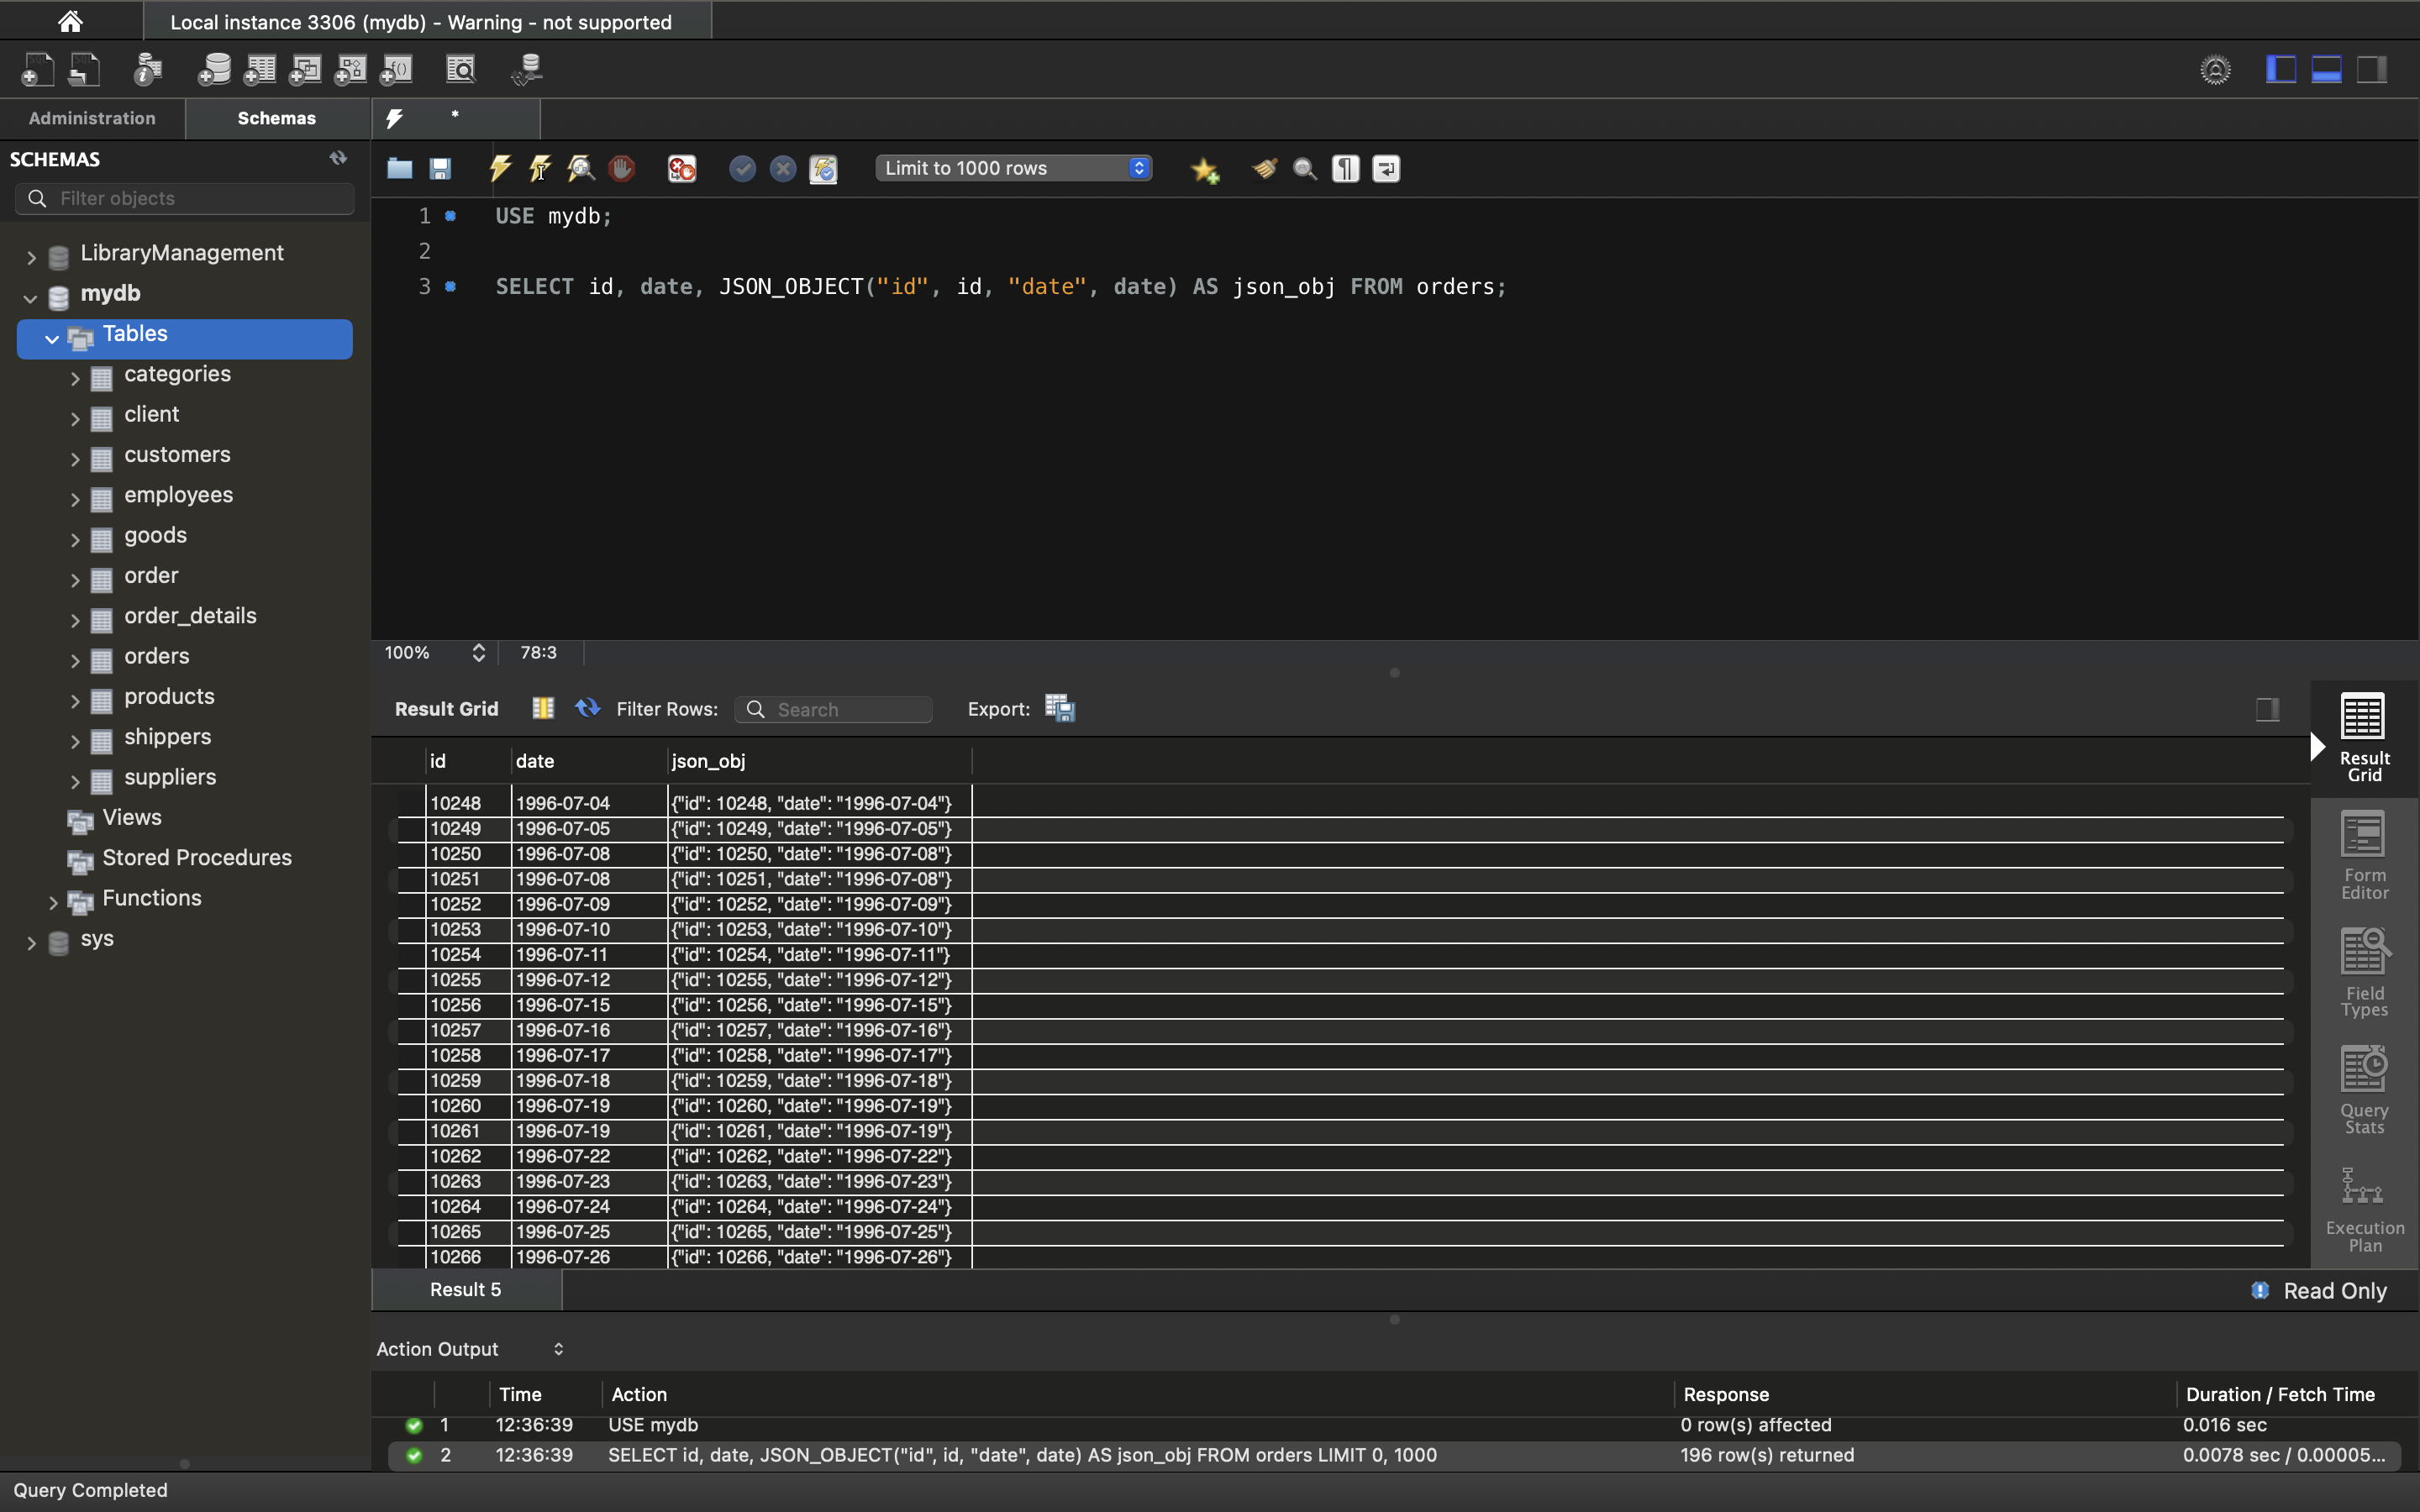 Local instance 3306 (mydb) - Warning - not supported
Administration
Schemas
*
SCHEMAS
Filter objects
LibraryManagement
mydb
Tables
categories
client
customers
employees
goods
order
order_details
orders
products
shippers
suppliers
Views
Stored Procedures
Functions
sys
Limit to 1000 rows
1 USE mydb;
2
3 SELECT id, date, JSON_OBJECT("id", id, "date", date) AS json_obj FROM orders;
100% 78:3
Result Grid Filter Rows: Search Export:
id date json_obj
10248 1996-07-04 {"id": 10248, "date": "1996-07-04"}
10249 1996-07-05 {"id": 10249, "date": "1996-07-05"}
10250 1996-07-08 {"id": 10250, "date": "1996-07-08"}
10251 1996-07-08 {"id": 10251, "date": "1996-07-08"}
10252 1996-07-09 {"id": 10252, "date": "1996-07-09"}
10253 1996-07-10 {"id": 10253, "date": "1996-07-10"}
10254 1996-07-11 {"id": 10254, "date": "1996-07-11"}
10255 1996-07-12 {"id": 10255, "date": "1996-07-12"}
10256 1996-07-15 {"id": 10256, "date": "1996-07-15"}
10257 1996-07-16 {"id": 10257, "date": "1996-07-16"}
10258 1996-07-17 {"id": 10258, "date": "1996-07-17"}
10259 1996-07-18 {"id": 10259, "date": "1996-07-18"}
10260 1996-07-19 {"id": 10260, "date": "1996-07-19"}
10261 1996-07-19 {"id": 10261, "date": "1996-07-19"}
10262 1996-07-22 {"id": 10262, "date": "1996-07-22"}
10263 1996-07-23 {"id": 10263, "date": "1996-07-23"}
10264 1996-07-24 {"id": 10264, "date": "1996-07-24"}
10265 1996-07-25 {"id": 10265, "date": "1996-07-25"}
10266 1996-07-26 {"id": 10266, "date": "1996-07-26"}
Result
Grid
Form
Editor
Field
Types
Query
Stats
Execution
Plan
Result 5
Read Only
Action Output
Time Action Response Duration / Fetch Time
1 12:36:39 USE mydb 0 row(s) affected 0.016 sec
2 12:36:39 SELECT id, date, JSON_OBJECT("id", id, "date", date) AS json_obj FROM orders LIMIT 0, 1000 196 row(s) returned 0.0078 sec / 0.00005...
Query Completed